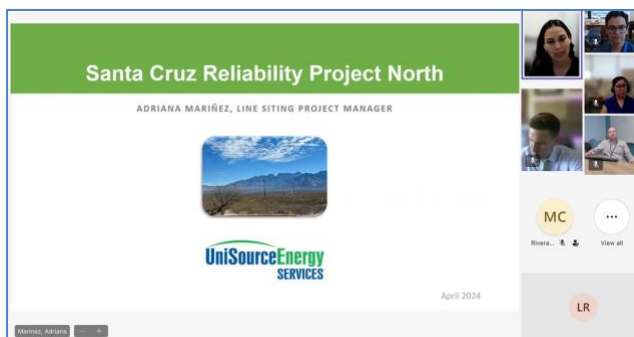 Santa Cruz Reliability Project North
ADRIANA MARIÑEZ, LINE SITING PROJECT MANAGER
UniSourceEnergy
SERVICES
April 2024
Marinez, Adriana
MC
...
Rivera...
View all
LR